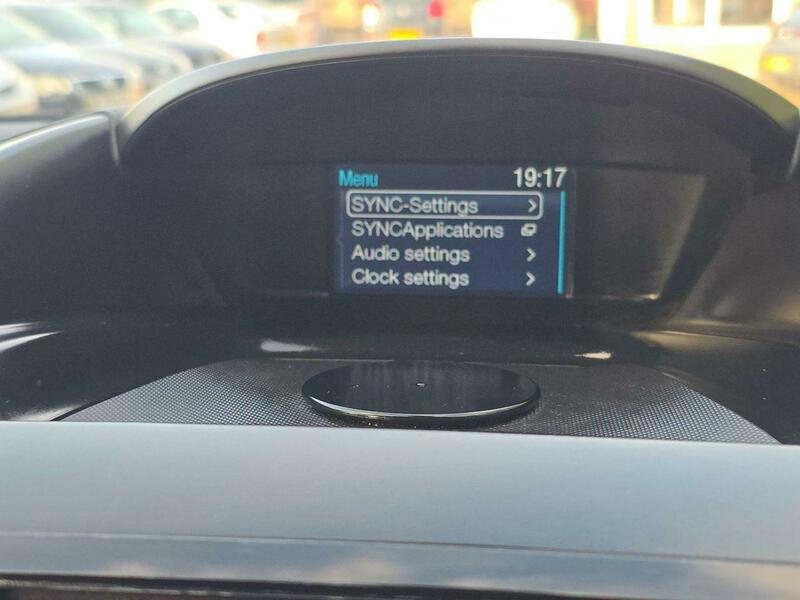 Menu 19:17
SYNC-Settings
SYNCApplications
Audio settings
Clock settings